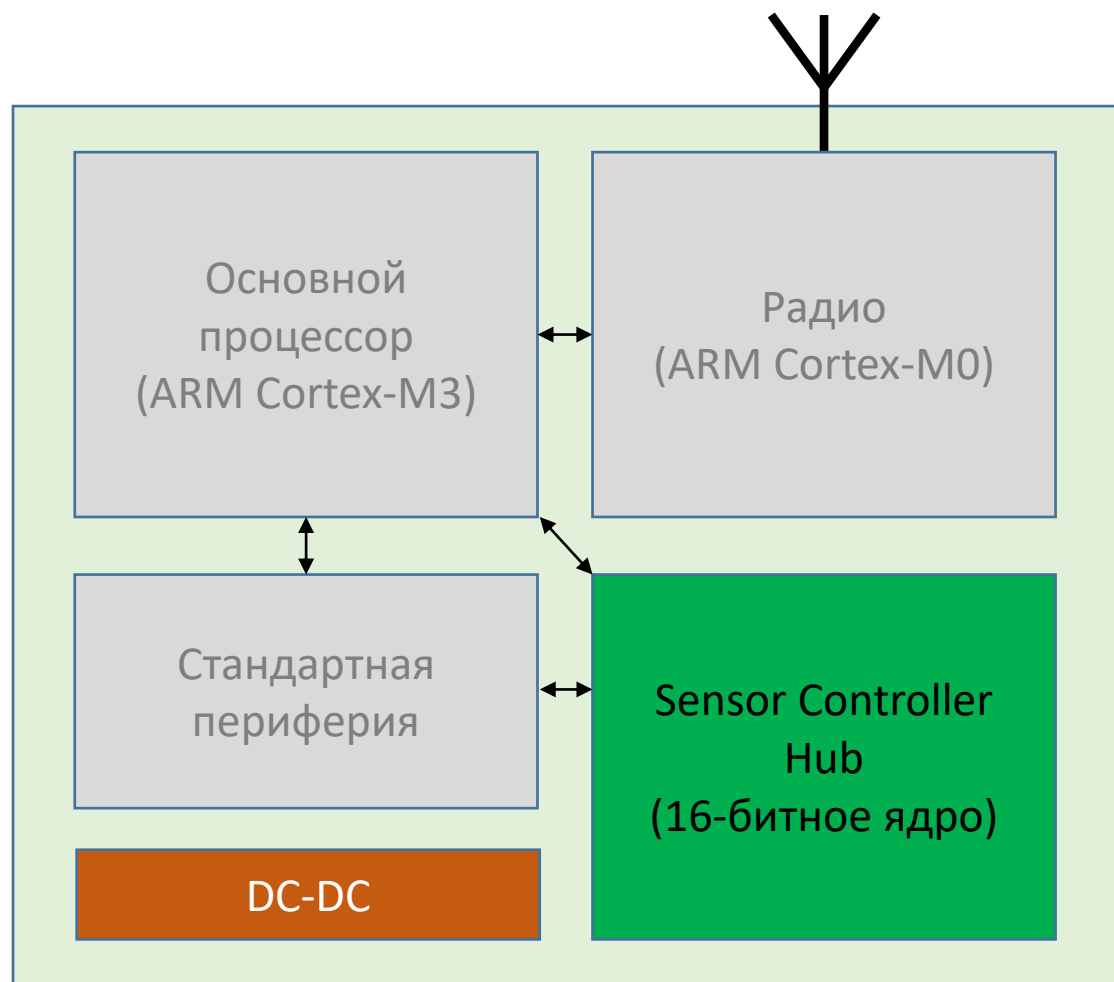 Основной
процессор
(ARM Cortex-M3)
Радио
(ARM Cortex-M0)
Стандартная
периферия
Sensor Controller
Hub
(16-битное ядро)
DC-DC